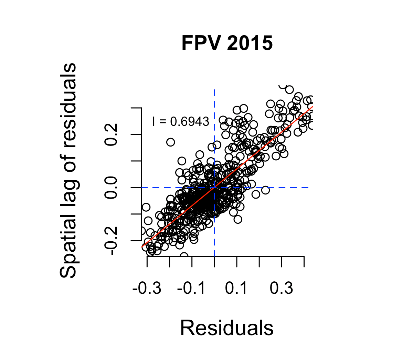 FPV 2015
I = 0.6943
Spatial lag of residuals
0.2
0.0
-0.2
-0.3 -0.1 0.1 0.3
Residuals